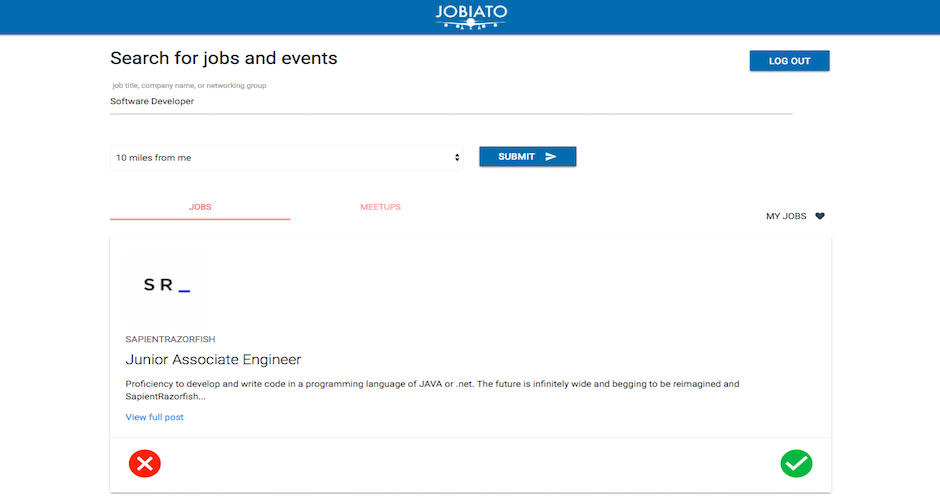 JOBIATO
Search for jobs and events
LOG OUT
job title, company name, or networking group
Software Developer
10 miles from me
SUBMIT
JOBS
MEETUPS
MY JOBS
S R _
SAPIENTRAZORFISH
Junior Associate Engineer
Proficiency to develop and write code in a programming language of JAVA or .net. The future is infinitely wide and begging to be reimagined and
SapientRazorfish...
View full post